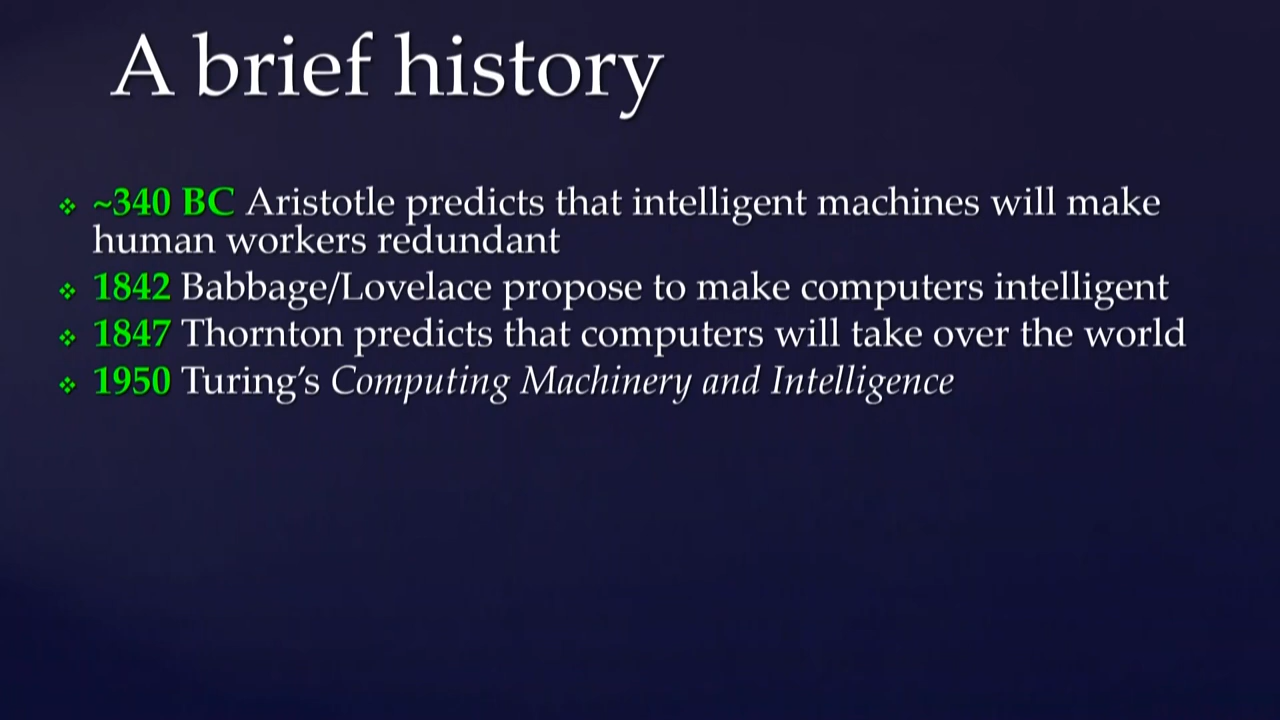 A brief history
❖ ~340 BC Aristotle predicts that intelligent machines will make
human workers redundant
❖ 1842 Babbage/Lovelace propose to make computers intelligent
❖ 1847 Thornton predicts that computers will take over the world
❖ 1950 Turing’s Computing Machinery and Intelligence